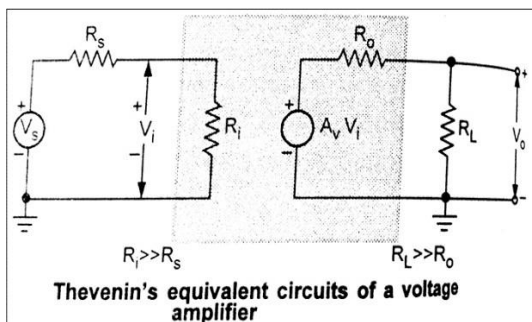 Rs
Ro
+
Vs
-
+
Vi
-
Ri
+
-
Av Vi
RL
+
Vo
-
Ri>>Rs
RL>>Ro
Thevenin's equivalent circuits of a voltage
amplifier